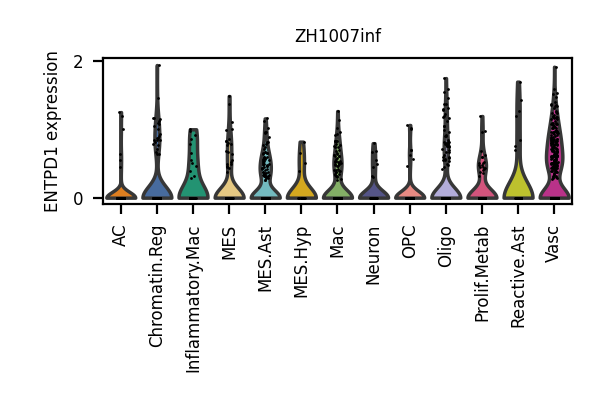 ZH1007inf
ENTPD1 expression
2
0
AC
Chromatin.Reg
Inflammatory.Mac
MES
MES.Ast
MES.Hyp
Mac
Neuron
OPC
Oligo
Prolif.Metab
Reactive.Ast
Vasc